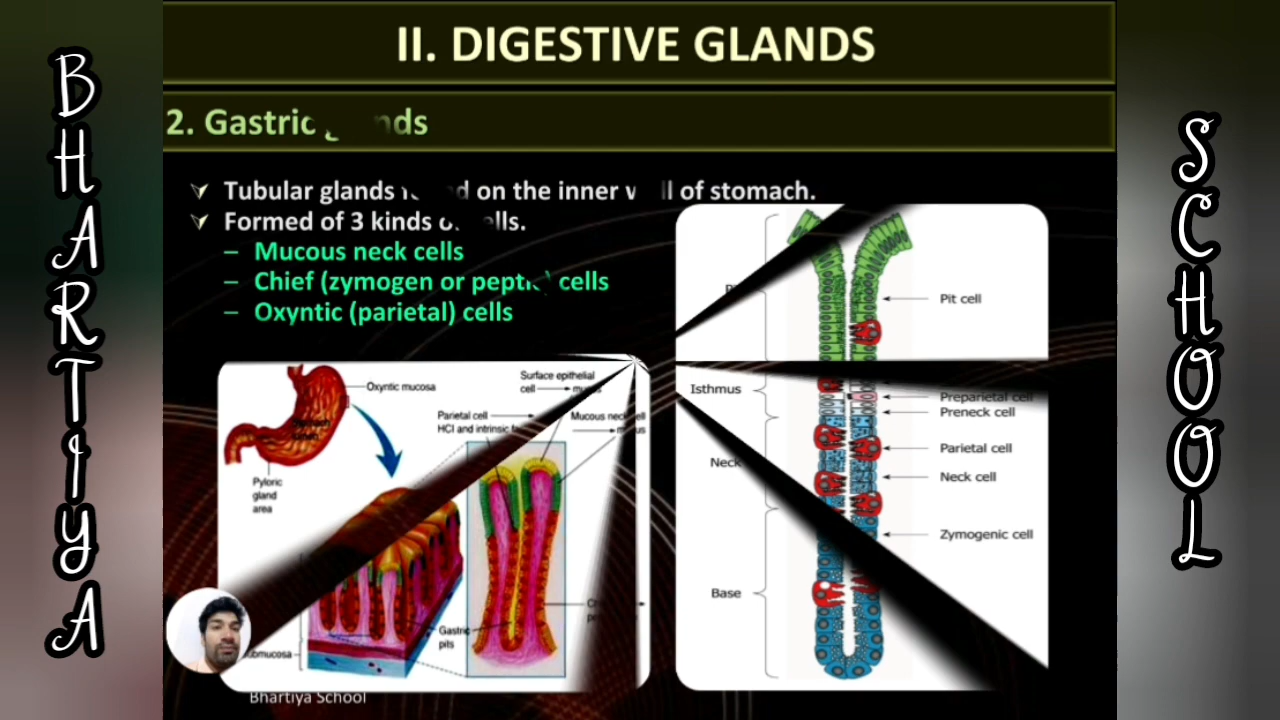 BHARTIYA
II. DIGESTIVE GLANDS
2. Gastric
Tubular glands on the inner of stomach.
Formed of 3 kinds
– Mucous neck cells
– Chief (zymogen or cells
– Oxyntic (parietal) cells
Oxyntic mucosa
Surface epithelial
cell
Parietal cell
HCl and intrinsic
Mucous
Pyloric
gland
area
Gastric
pits
Bhartiya School
Pit cell
Isthmus
Preparietal cell
Preneck cell
Parietal cell
Neck
Neck cell
Zymogenic cell
Base
SCHOOL